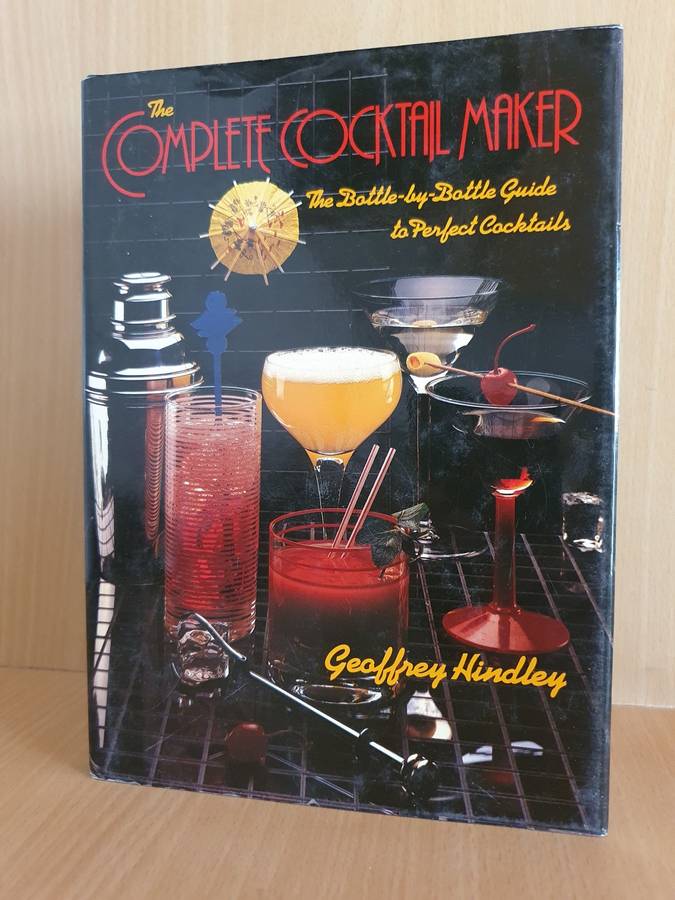 The
COMPLETE COCKTAIL MAKER
The Bottle-by-Bottle Guide
to Perfect Cocktails
Geoffrey Hindley